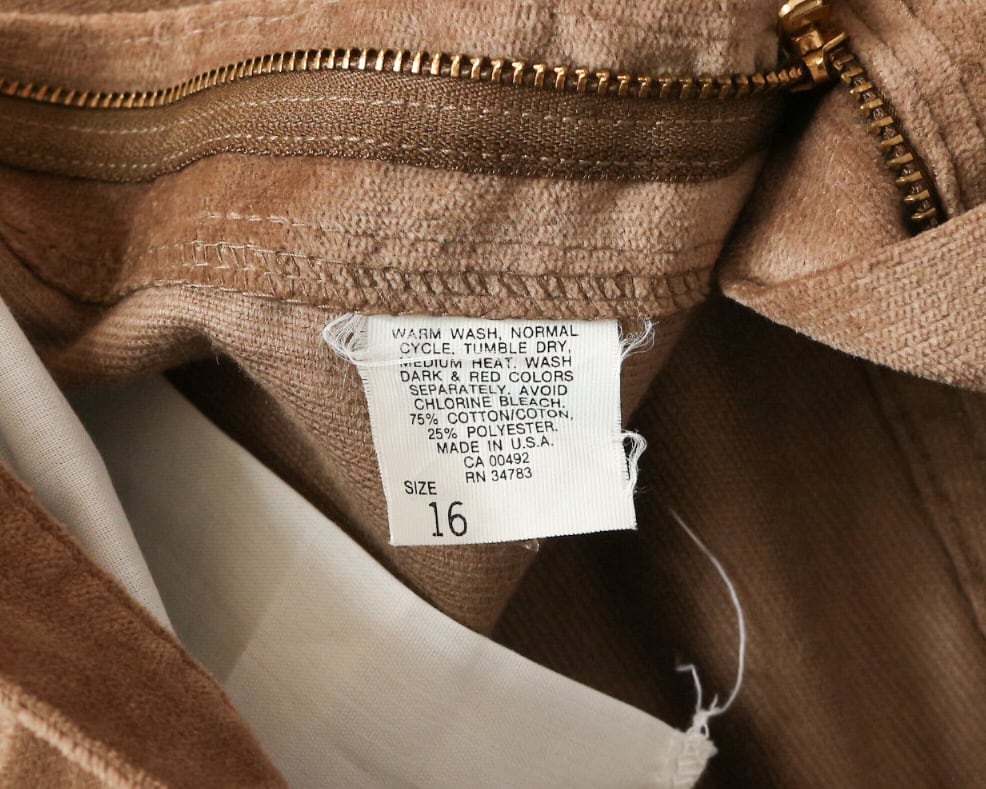 WARM WASH, NORMAL
CYCLE, TUMBLE DRY,
MEDIUM HEAT. WASH
DARK & RED COLORS
SEPARATELY. AVOID
CHLORINE BLEACH.
75% COTTON/COTON,
25% POLYESTER.
MADE IN U.S.A.
CA 00492
RN 34783
SIZE
16